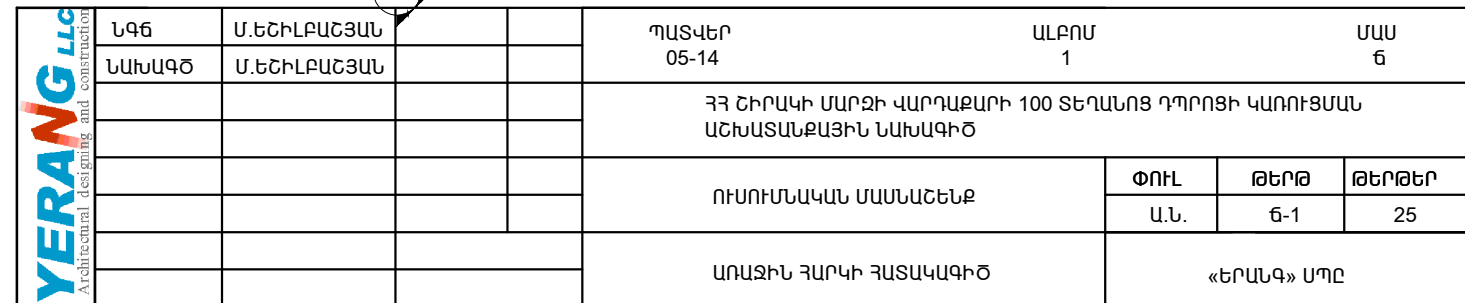 YERANG LLC
Architectural designing and construction
ՆԳՃ Մ.ԵՇԻԼԲԱՇՅԱՆ
ՆԱԽԱԳԾ Մ.ԵՇԻԼԲԱՇՅԱՆ
ՊԱՏՎԵՐ ԱԼԲՈՄ ՄԱՍ
05-14 1 Ճ
ՀՀ ՇԻՐԱԿԻ ՄԱՐԶԻ ՎԱՐԴԱՔԱՐԻ 100 ՏԵՂԱՆՈՑ ԴՊՐՈՑԻ ԿԱՌՈՒՑՄԱՆ
ԱՇԽԱՏԱՆՔԱՅԻՆ ՆԱԽԱԳԻԾ
ՈՒՍՈՒՄՆԱԿԱՆ ՄԱՍՆԱՇԵՆՔ
ՓՈՒԼ ԹԵՐԹ ԹԵՐԹԵՐ
Ա.Ն. Ճ-1 25
ԱՌԱՋԻՆ ՀԱՐԿԻ ՀԱՏԱԿԱԳԻԾ
«ԵՐԱՆԳ» ՍՊԸ